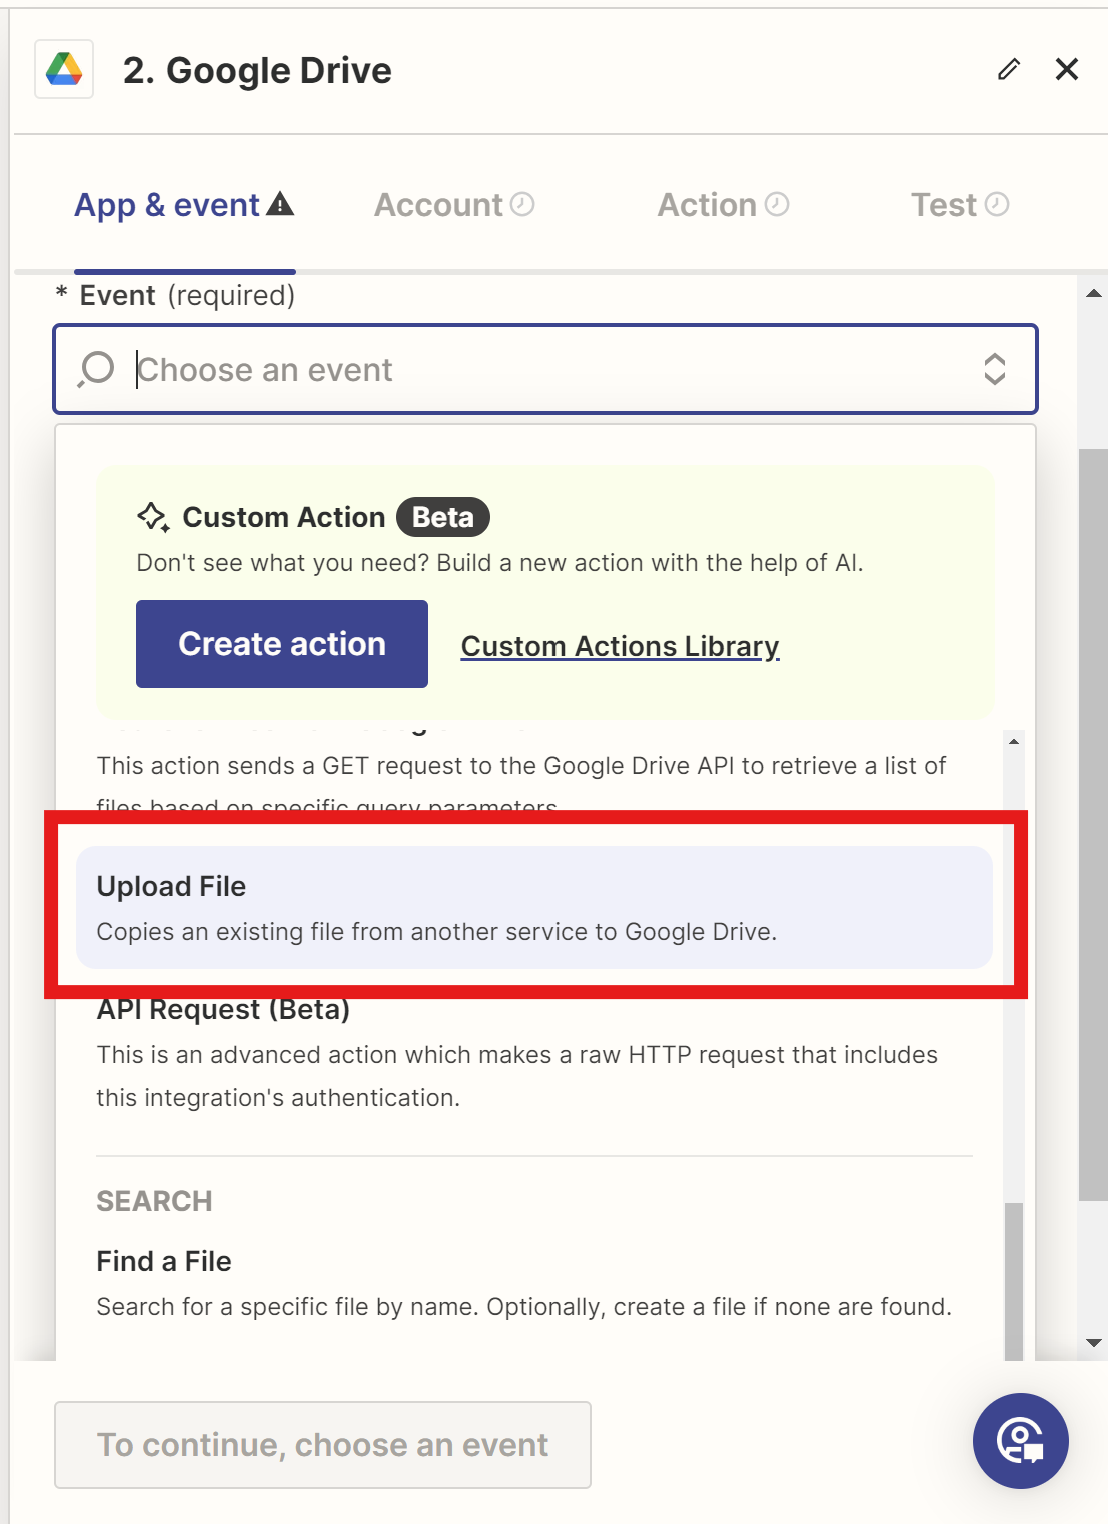 2. Google Drive
App & event
Account
Action
Test
* Event (required)
Choose an event
Custom Action Beta
Don't see what you need? Build a new action with the help of AI.
Create action
Custom Actions Library
This action sends a GET request to the Google Drive API to retrieve a list of
files based on specific query parameters.
Upload File
Copies an existing file from another service to Google Drive.
API Request (Beta)
This is an advanced action which makes a raw HTTP request that includes
this integration's authentication.
SEARCH
Find a File
Search for a specific file by name. Optionally, create a file if none are found.
To continue, choose an event